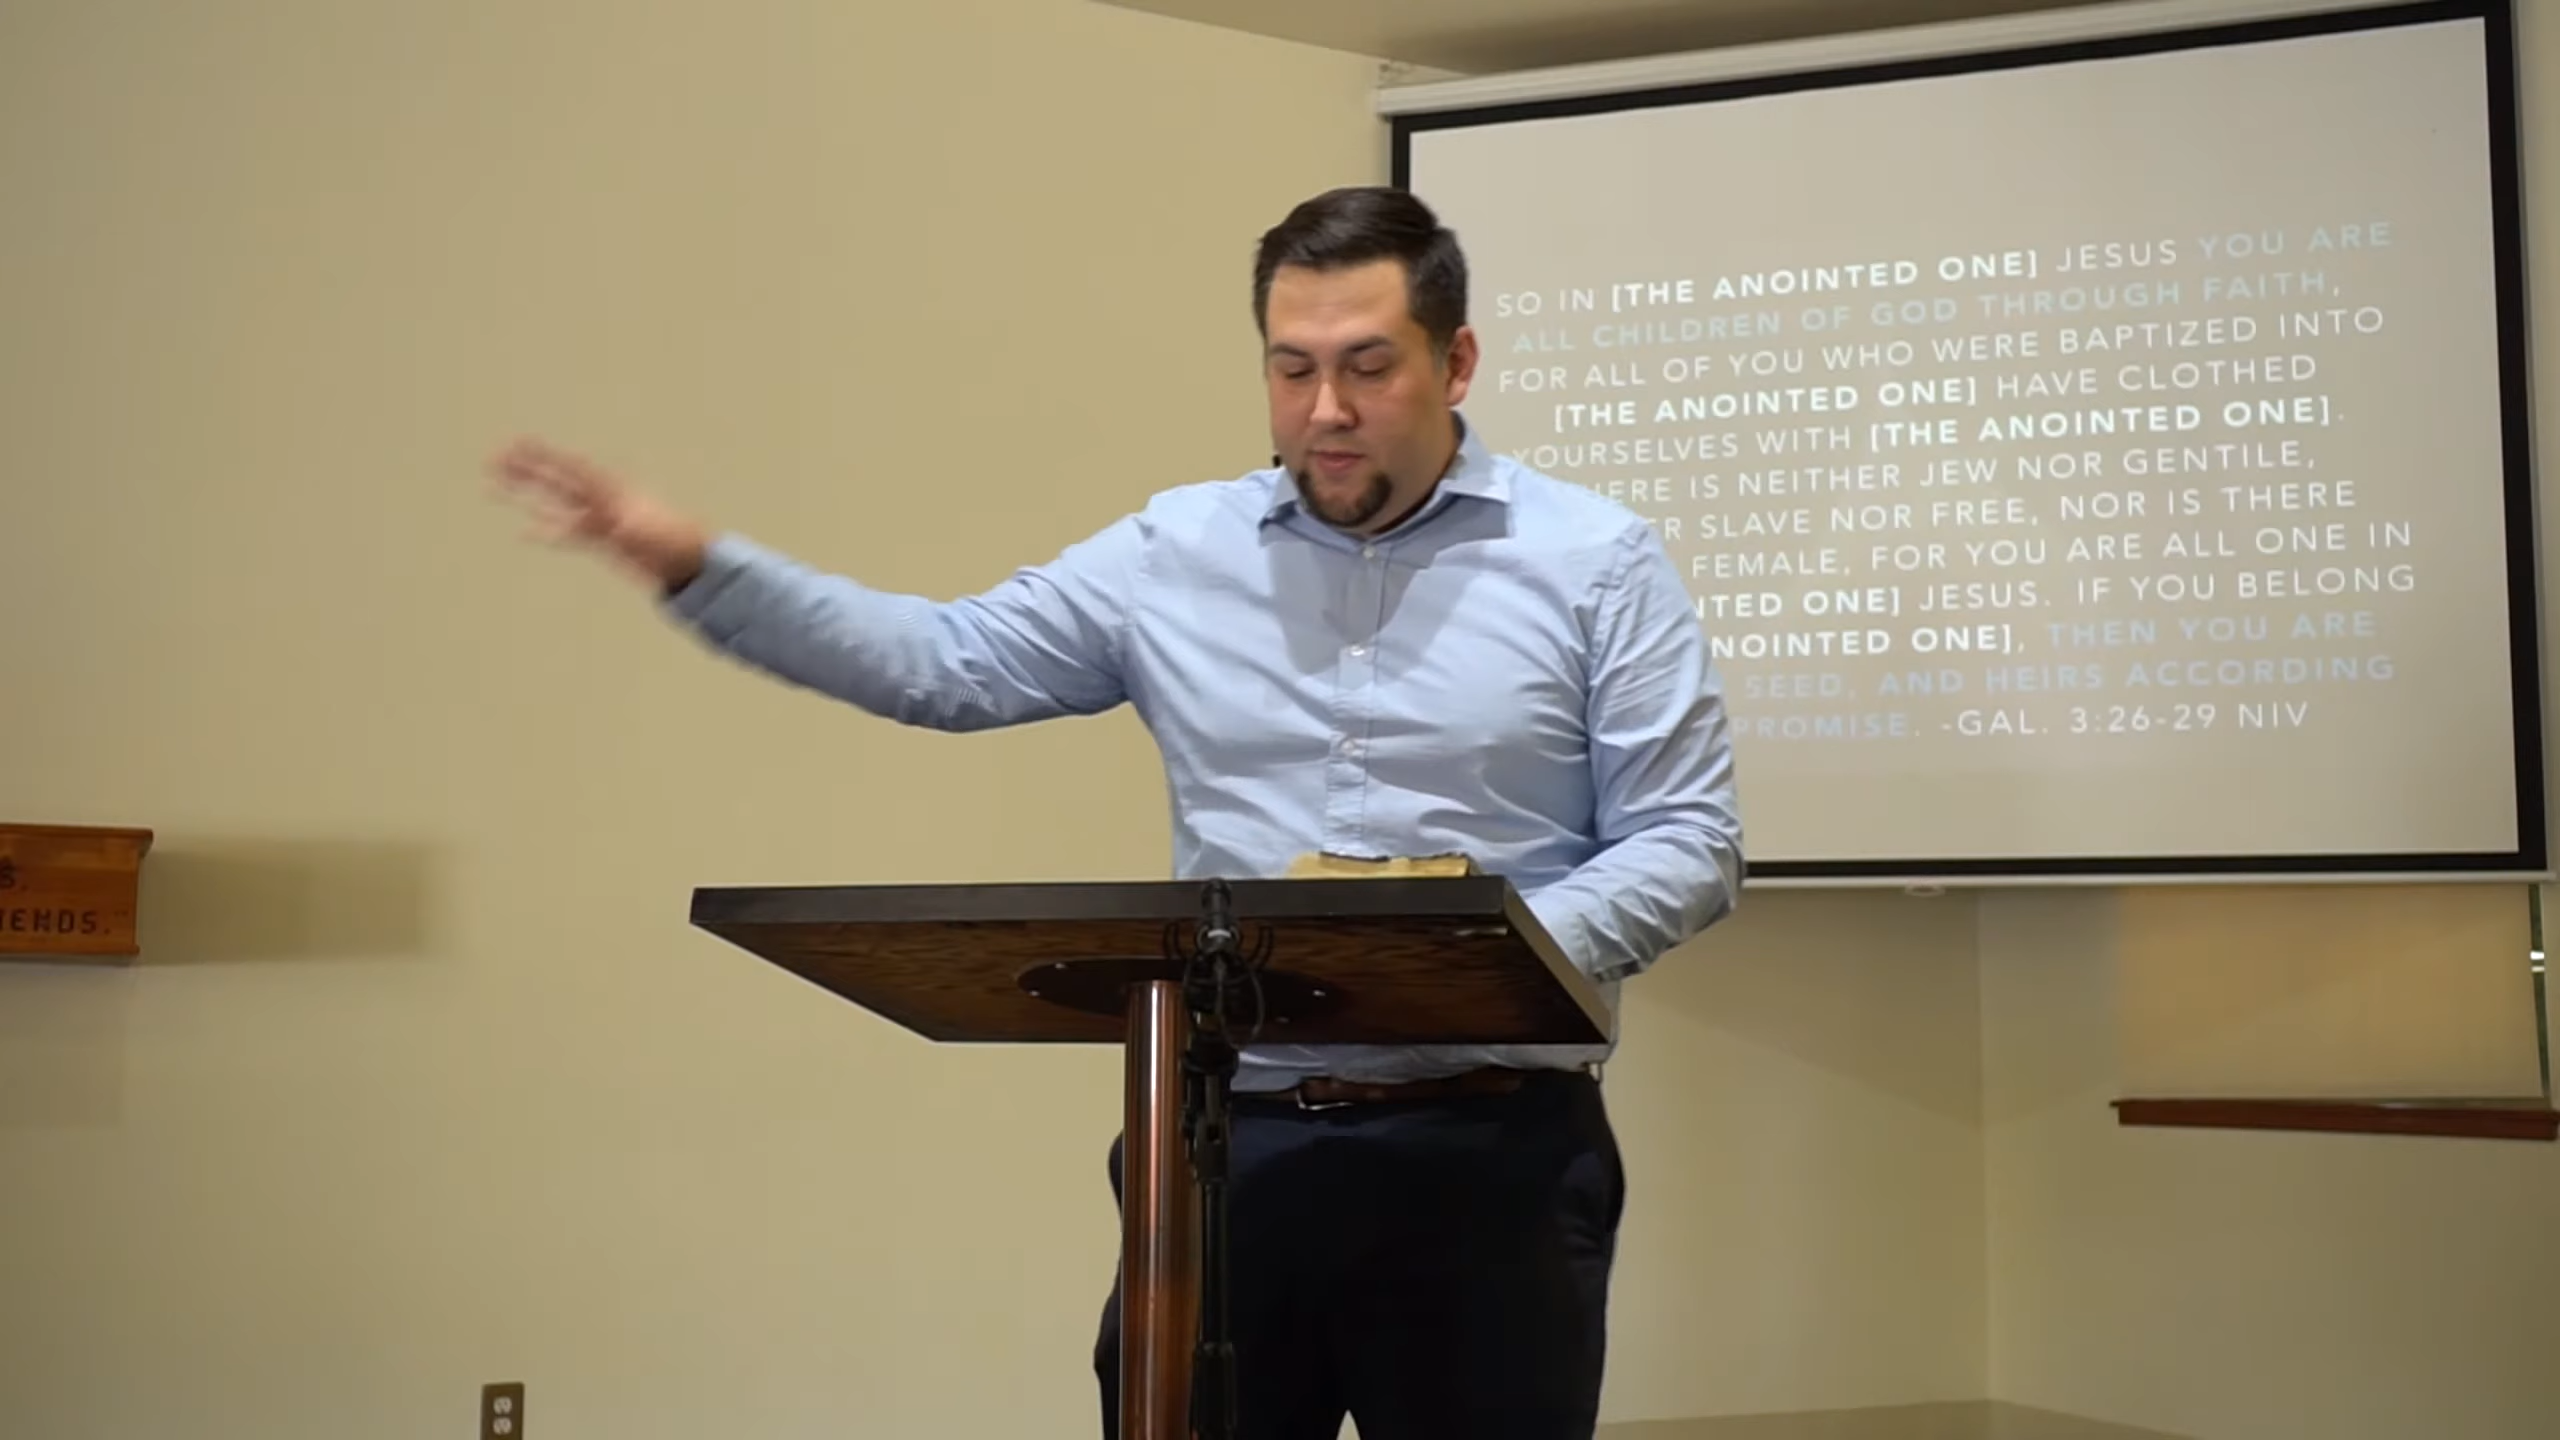 SO IN [THE ANOINTED ONE] JESUS YOU ARE
ALL CHILDREN OF GOD THROUGH FAITH,
FOR ALL OF YOU WHO WERE BAPTIZED INTO
[THE ANOINTED ONE] HAVE CLOTHED
YOURSELVES WITH [THE ANOINTED ONE].
IS NEITHER JEW NOR GENTILE,
SLAVE NOR FREE, NOR IS THERE
FEMALE, FOR YOU ARE ALL ONE IN
ONE] JESUS. IF YOU BELONG
ONE], THEN YOU ARE
SEED, AND HEIRS ACCORDING
PROMISE. -GAL. 3:26-29 NIV